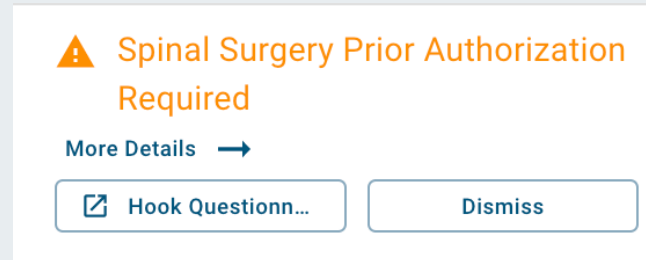 Spinal Surgery Prior Authorization
Required
More Details
Hook Questionn...
Dismiss